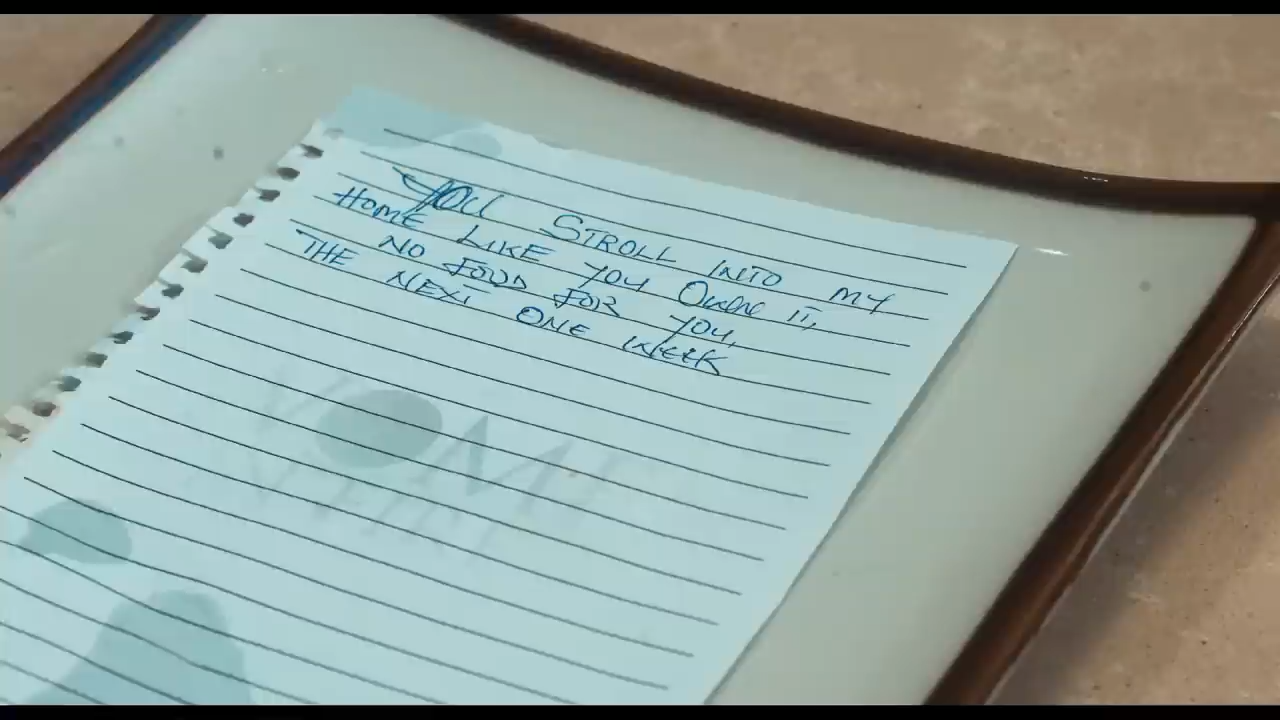 YOU STROLL INTO MY
HOME LIKE YOU OWN IT,
NO FOOD FOR YOU,
THE NEXT ONE WEEK